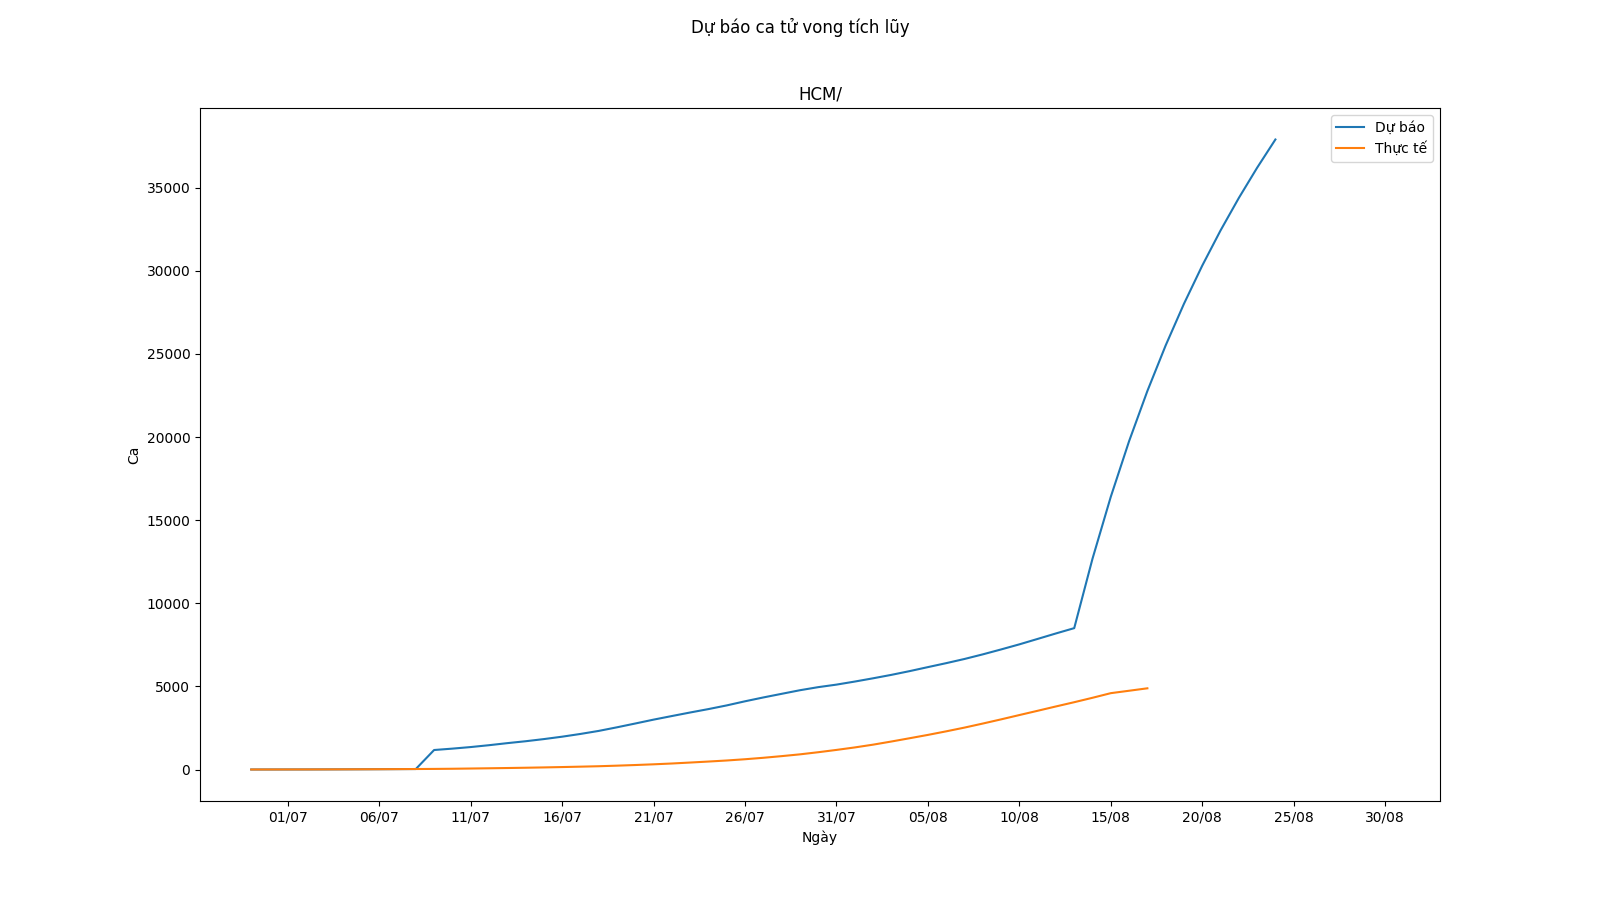 Dự báo ca tử vong tích lũy
HCM/
Dự báo
Thực tế
35000
30000
25000
20000
15000
10000
5000
0
Ca
01/07 06/07 11/07 16/07 21/07 26/07 31/07 05/08 10/08 15/08 20/08 25/08 30/08
Ngày